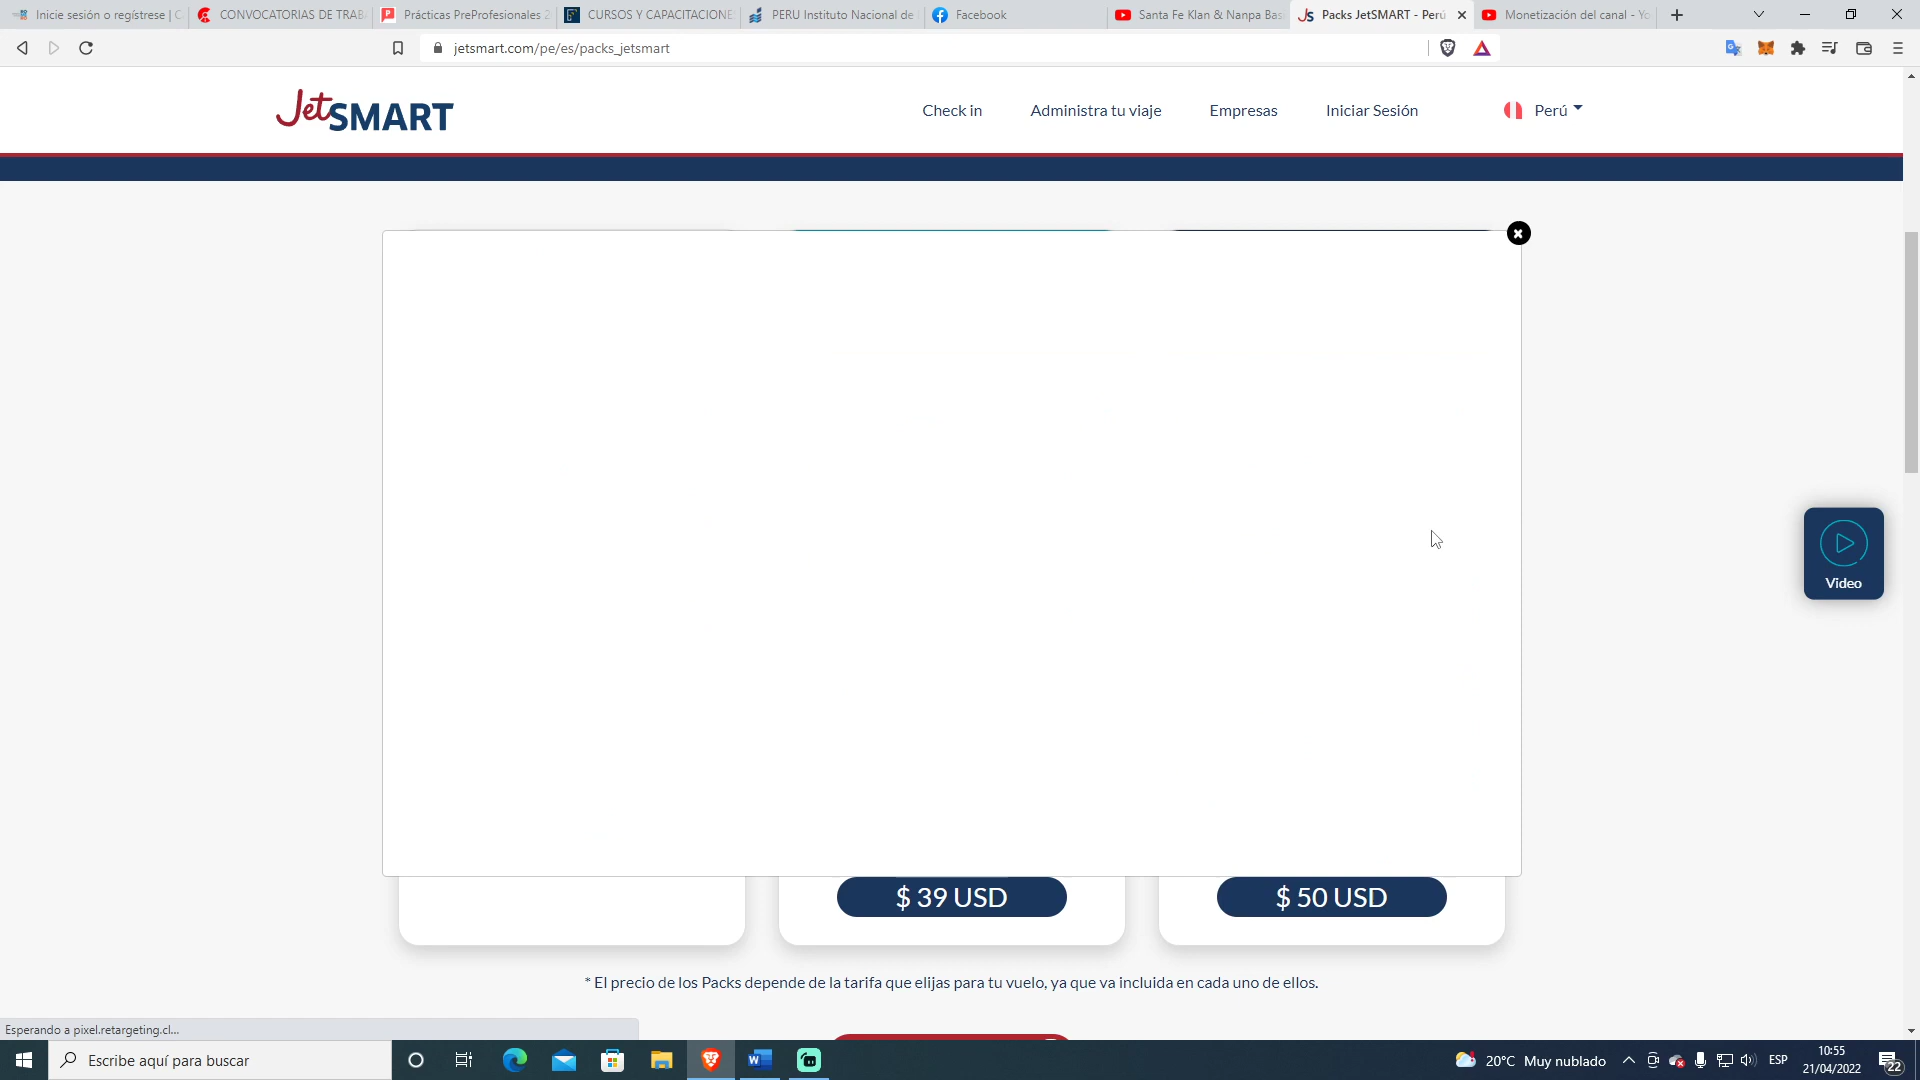 Inicie sesión o regístrese | C
CONVOCATORIAS DE TRAB
Prácticas PreProfesionales 2
CURSOS Y CAPACITACIONE
PERU Instituto Nacional de
Facebook
Santa Fe Klan & Nanpa Bas
Packs JetSMART - Perú
Monetización del canal - Yo
jetsmart.com/pe/es/packs_jetsmart
JetSMART
Check in
Administra tu viaje
Empresas
Iniciar Sesión
Perú
Video
$ 39 USD
$ 50 USD
* El precio de los Packs depende de la tarifa que elijas para tu vuelo, ya que va incluida en cada uno de ellos.
Esperando a pixel.retargeting.cl...
Escribe aquí para buscar
20°C Muy nublado
ESP
10:55
21/04/2022
22